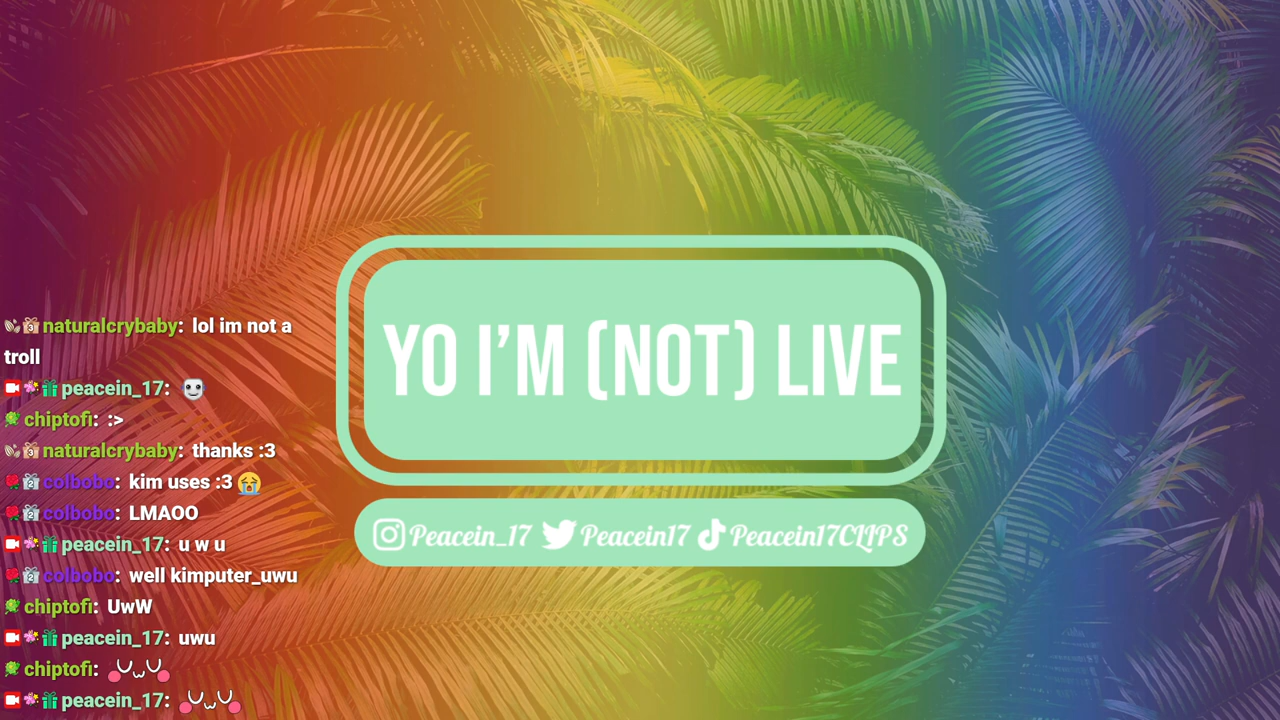 naturalcrybaby: lol im not a
troll
peacein_17:
chiptofi: :>
naturalcrybaby: thanks :3
colbobo: kim uses :3
colbobo: LMAOO
peacein_17: u w u
colbobo: well kimputer_uwu
chiptofi: UwW
peacein_17: uwu
chiptofi:
peacein_17:
YO I'M (NOT) LIVE
Peacein_17 Peacein17 Peacein17CLIPS